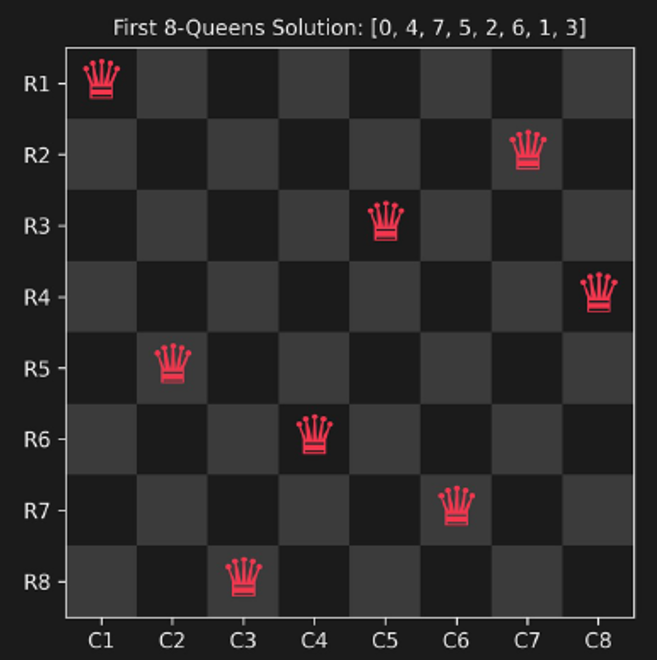 First 8-Queens Solution: [0, 4, 7, 5, 2, 6, 1, 3]
R1
R2
R3
R4
R5
R6
R7
R8
C1 C2 C3 C4 C5 C6 C7 C8